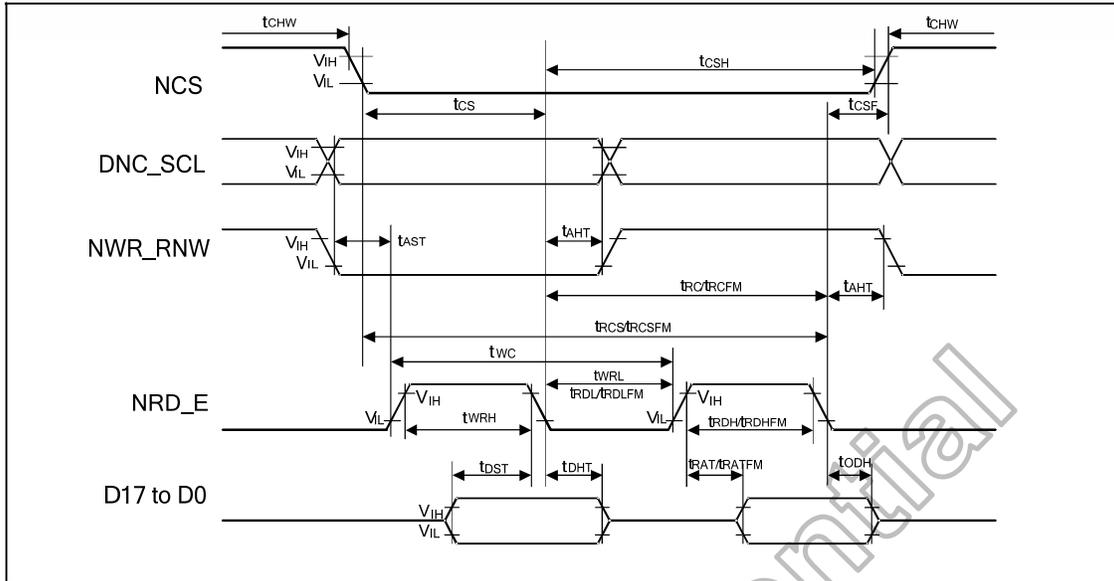 tCHW tCHW
VIH
tCSH
NCS
VIL
tCS tCSF
VIH
DNC_SCL
VIL
tAST tAHT
VIH
NWR_RNW
VIL
tRC/tRCFM tAHT
tRCS/tRCSFM
tWC
tWRL
tRDL/tRDLFM
NRD_E
VIH VIH
VIL VIL
tWRH tRDH/tRDHFM
tDST tDHT tRAT/tRATFM tODH
D17 to D0
VIH
VIL
ential